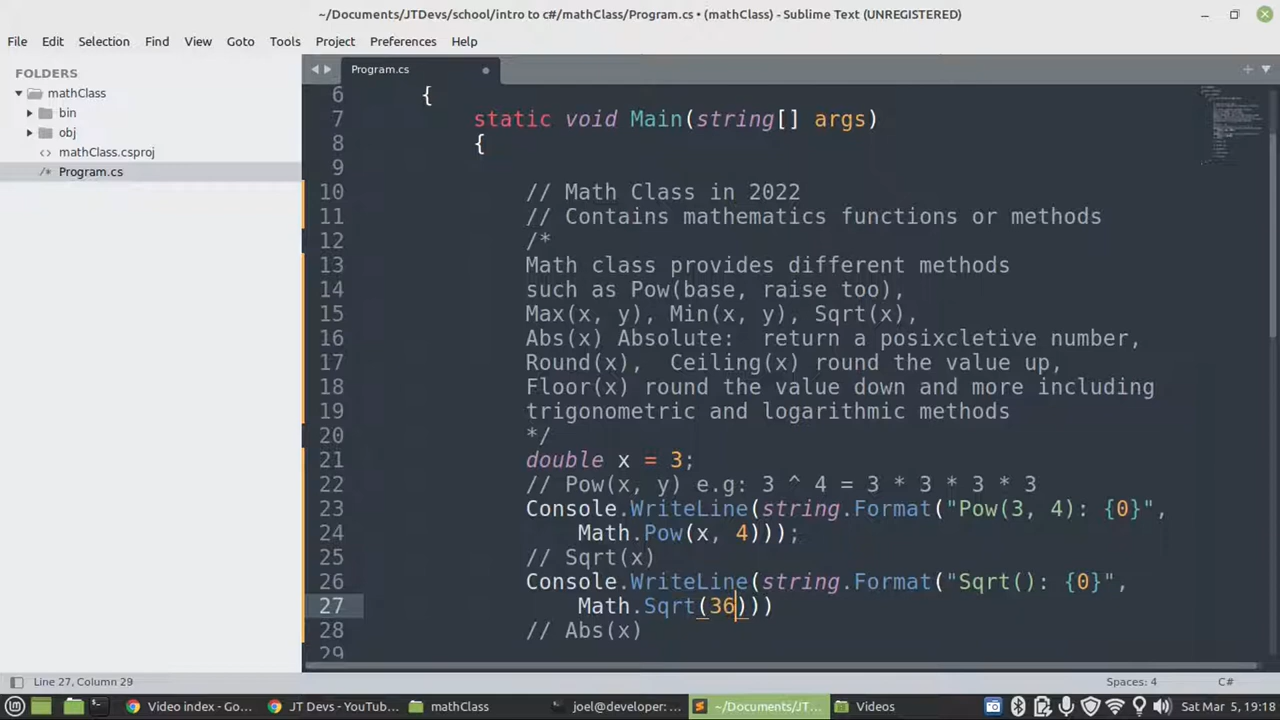 ~/Documents/JTDevs/school/intro to c#/mathClass/Program.cs • (mathClass) - Sublime Text (UNREGISTERED)
File Edit Selection Find View Goto Tools Project Preferences Help
FOLDERS
mathClass
bin
obj
<> mathClass.csproj
/* Program.cs
Program.cs
6 {
7 static void Main(string[] args)
8 {
9
10 // Math Class in 2022
11 // Contains mathematics functions or methods
12 /*
13 Math class provides different methods
14 such as Pow(base, raise too),
15 Max(x, y), Min(x, y), Sqrt(x),
16 Abs(x) Absolute:  return a posixcletive number,
17 Round(x),  Ceiling(x) round the value up,
18 Floor(x) round the value down and more including
19 trigonometric and logarithmic methods
20 */
21 double x = 3;
22 // Pow(x, y) e.g: 3 ^ 4 = 3 * 3 * 3 * 3
23 Console.WriteLine(string.Format("Pow(3, 4): {0}",
24 Math.Pow(x, 4)));
25 // Sqrt(x)
26 Console.WriteLine(string.Format("Sqrt(): {0}",
27 Math.Sqrt(36)))
28 // Abs(x)
29
Line 27, Column 29 Spaces: 4 C#
Video index - Go... JT Devs - YouTub... mathClass joel@developer: ... ~/Documents/JT... Videos Sat Mar 5, 19:18